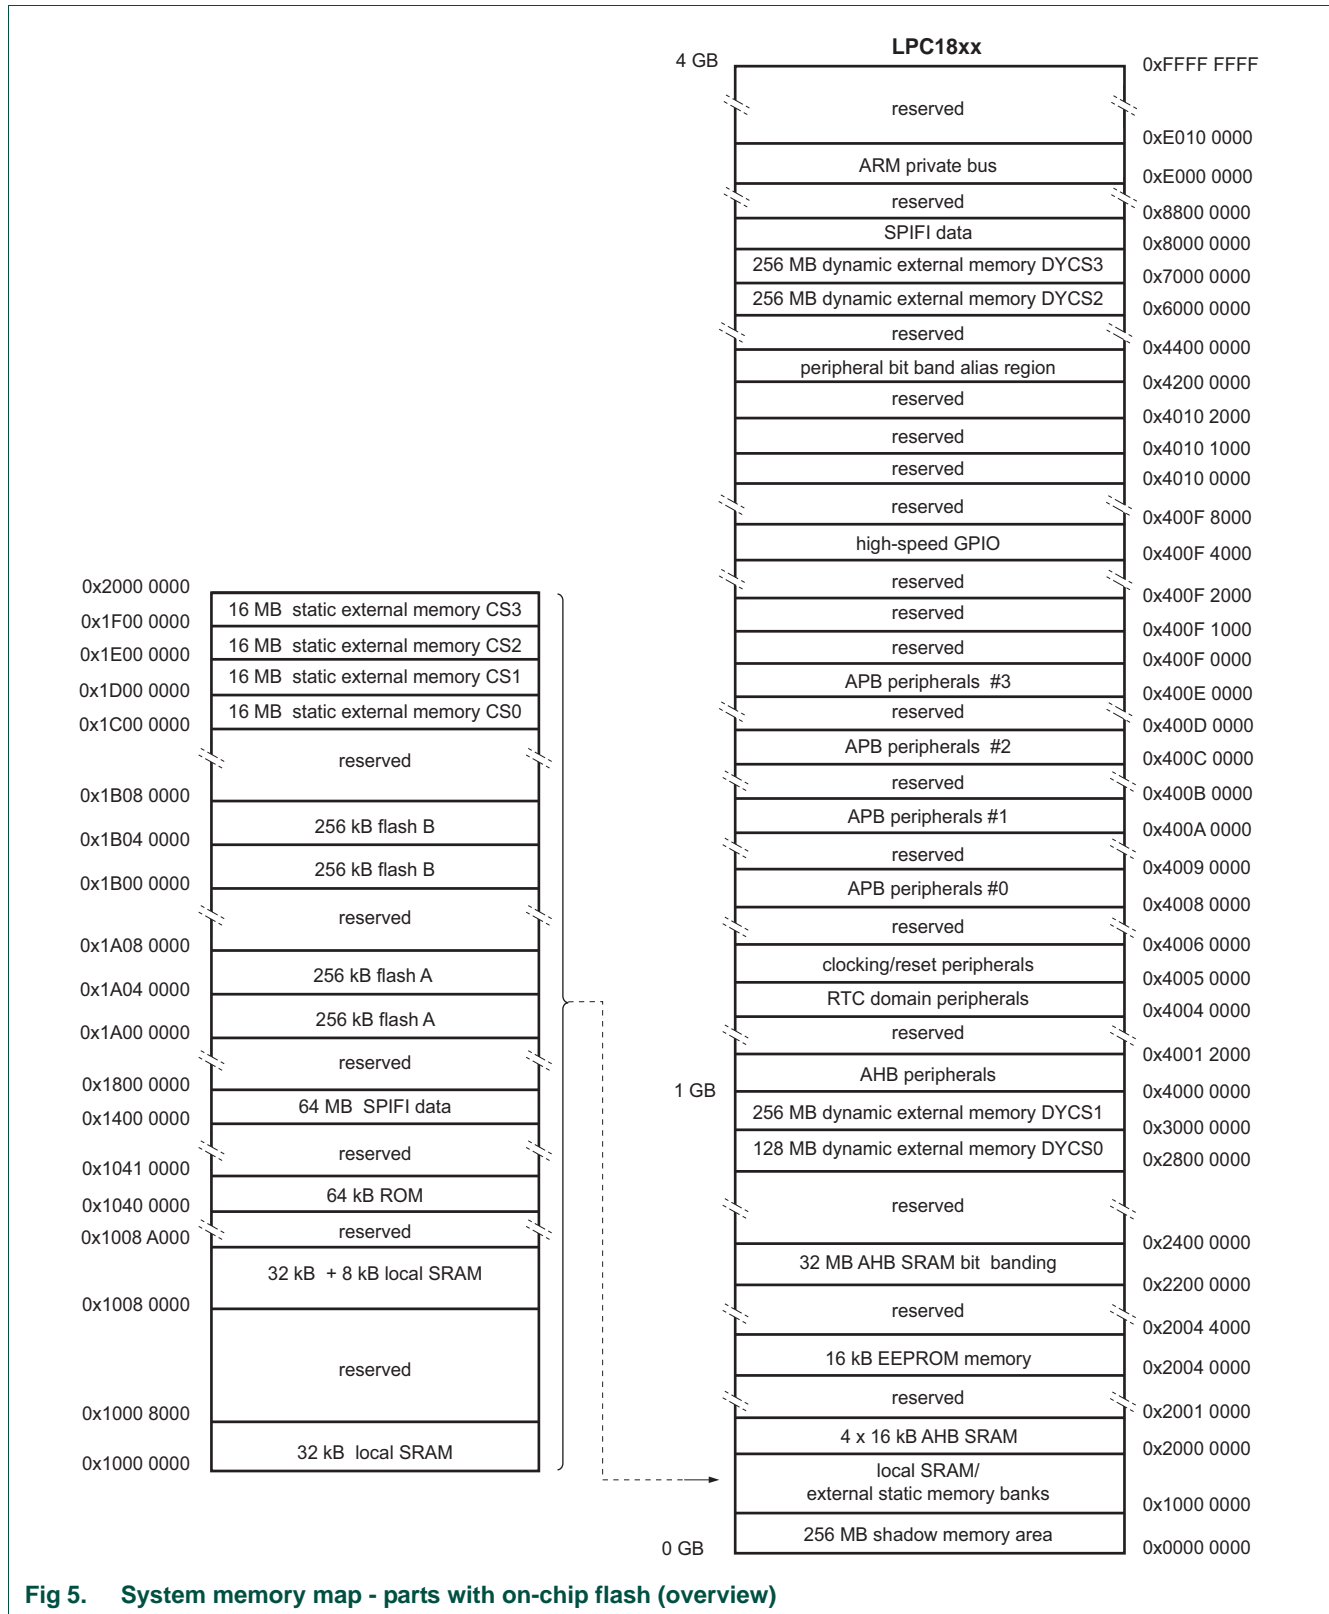 LPC18xx
4 GB
0xFFFF FFFF
reserved
0xE010 0000
ARM private bus
0xE000 0000
reserved
0x8800 0000
SPIFI data
0x8000 0000
256 MB dynamic external memory DYCS3
0x7000 0000
256 MB dynamic external memory DYCS2
0x6000 0000
reserved
0x4400 0000
peripheral bit band alias region
0x4200 0000
reserved
0x4010 2000
reserved
0x4010 1000
reserved
0x4010 0000
reserved
0x400F 8000
high-speed GPIO
0x400F 4000
reserved
0x400F 2000
reserved
0x400F 1000
reserved
0x400F 0000
APB peripherals #3
0x400E 0000
reserved
0x400D 0000
APB peripherals #2
0x400C 0000
reserved
0x400B 0000
APB peripherals #1
0x400A 0000
reserved
0x4009 0000
APB peripherals #0
0x4008 0000
reserved
0x4006 0000
clocking/reset peripherals
0x4005 0000
RTC domain peripherals
0x4004 0000
reserved
0x4001 2000
AHB peripherals
1 GB
0x4000 0000
256 MB dynamic external memory DYCS1
0x3000 0000
128 MB dynamic external memory DYCS0
0x2800 0000
reserved
0x2400 0000
32 MB AHB SRAM bit banding
0x2200 0000
reserved
0x2004 4000
16 kB EEPROM memory
0x2004 0000
reserved
0x2001 0000
4 x 16 kB AHB SRAM
0x2000 0000
local SRAM/
external static memory banks
0x1000 0000
256 MB shadow memory area
0 GB
0x0000 0000
0x2000 0000
16 MB static external memory CS3
0x1F00 0000
16 MB static external memory CS2
0x1E00 0000
16 MB static external memory CS1
0x1D00 0000
16 MB static external memory CS0
0x1C00 0000
reserved
0x1B08 0000
256 kB flash B
0x1B04 0000
256 kB flash B
0x1B00 0000
reserved
0x1A08 0000
256 kB flash A
0x1A04 0000
256 kB flash A
0x1A00 0000
reserved
0x1800 0000
64 MB SPIFI data
0x1400 0000
reserved
0x1041 0000
64 kB ROM
0x1040 0000
reserved
0x1008 A000
32 kB + 8 kB local SRAM
0x1008 0000
reserved
0x1000 8000
32 kB local SRAM
0x1000 0000
Fig 5. System memory map - parts with on-chip flash (overview)